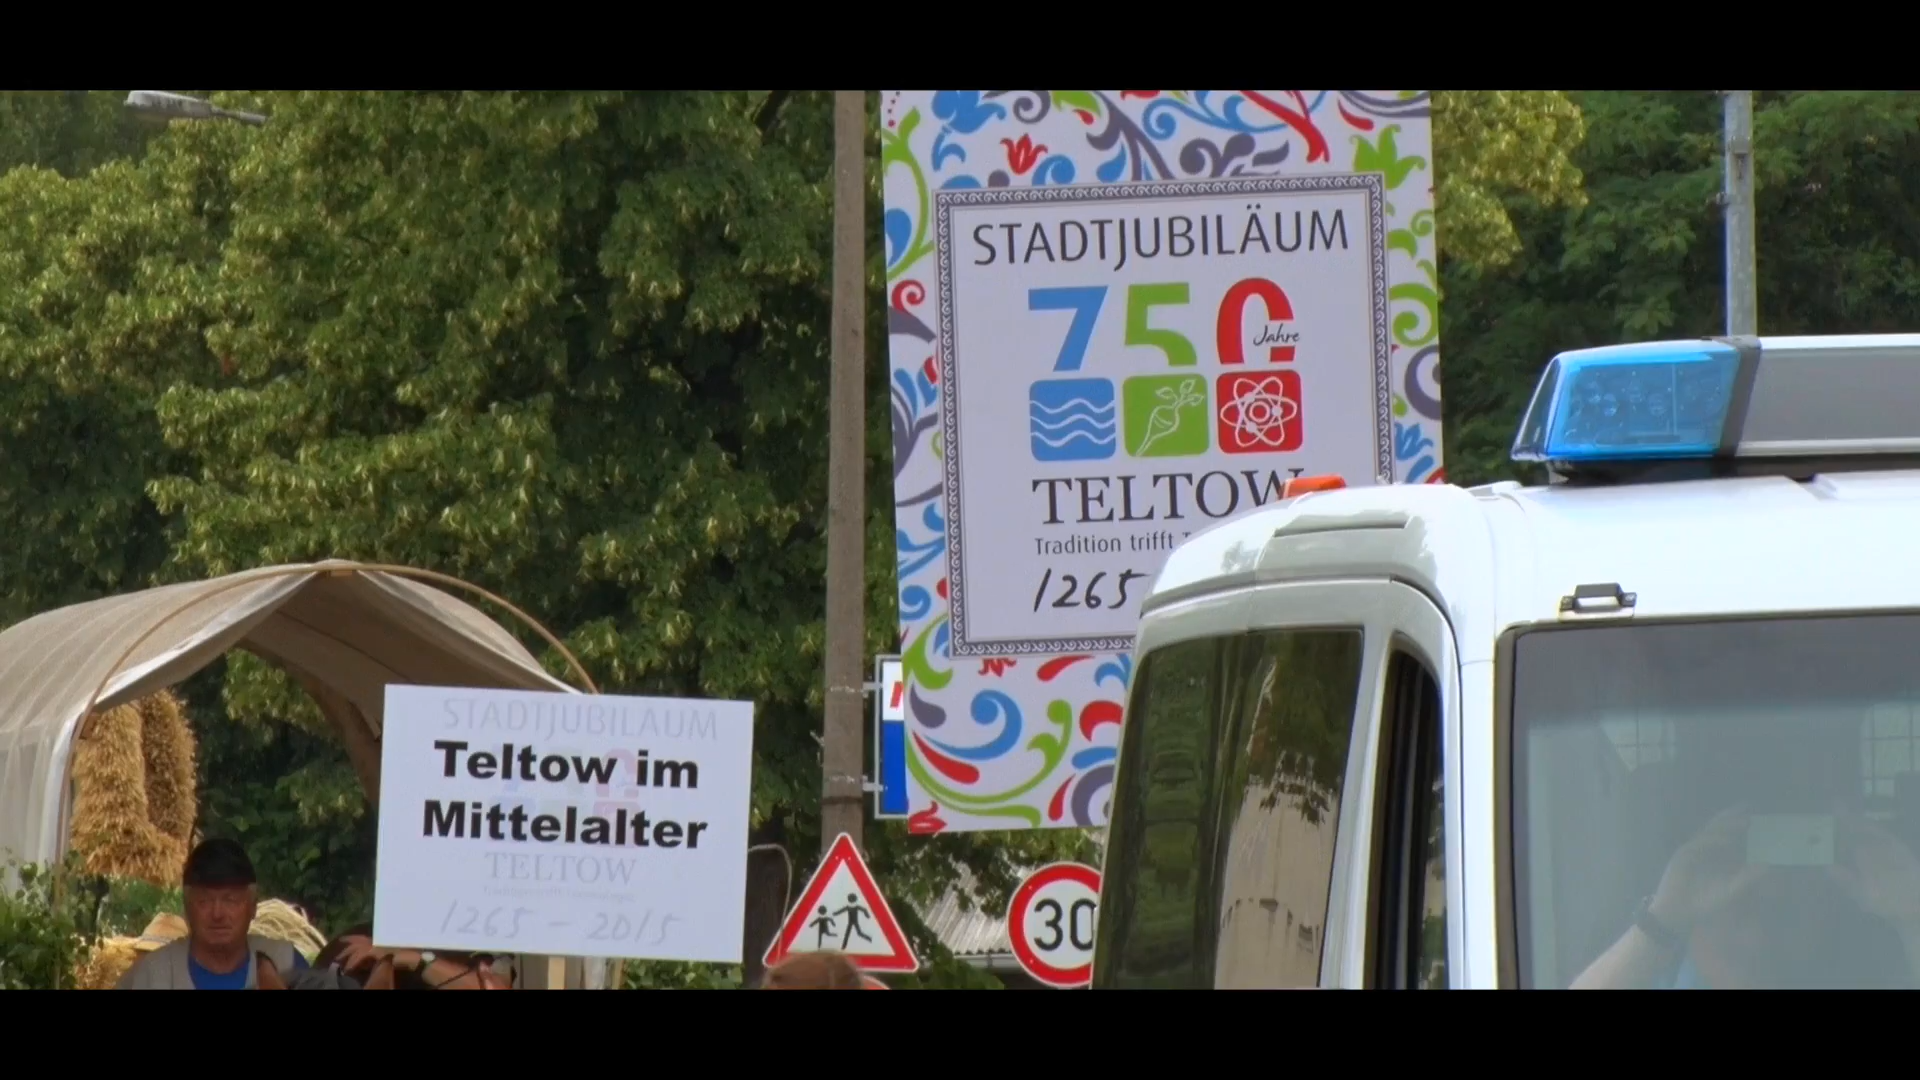 STADTJUBILÄUM
750
Jahre
TELTOW
Tradition trifft
1265
STADTJUBILÄUM
Teltow im
Mittelalter
TELTOW
1265 - 2015
30